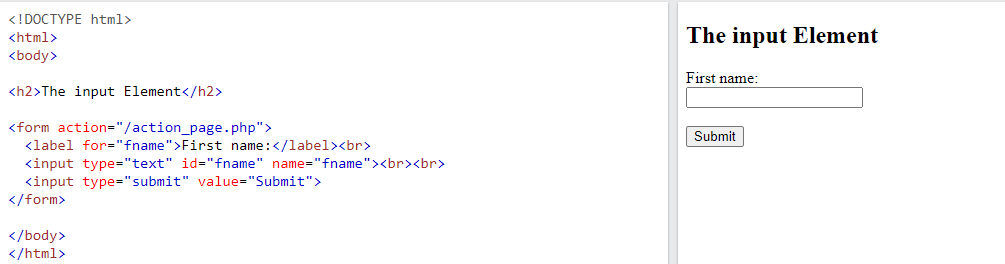 <!DOCTYPE html>
<html>
<body>
<h2>The input Element</h2>
<form action="/action_page.php">
<label for="fname">First name:</label><br>
<input type="text" id="fname" name="fname"><br><br>
<input type="submit" value="Submit">
</form>
</body>
</html>
The input Element
First name:
Submit